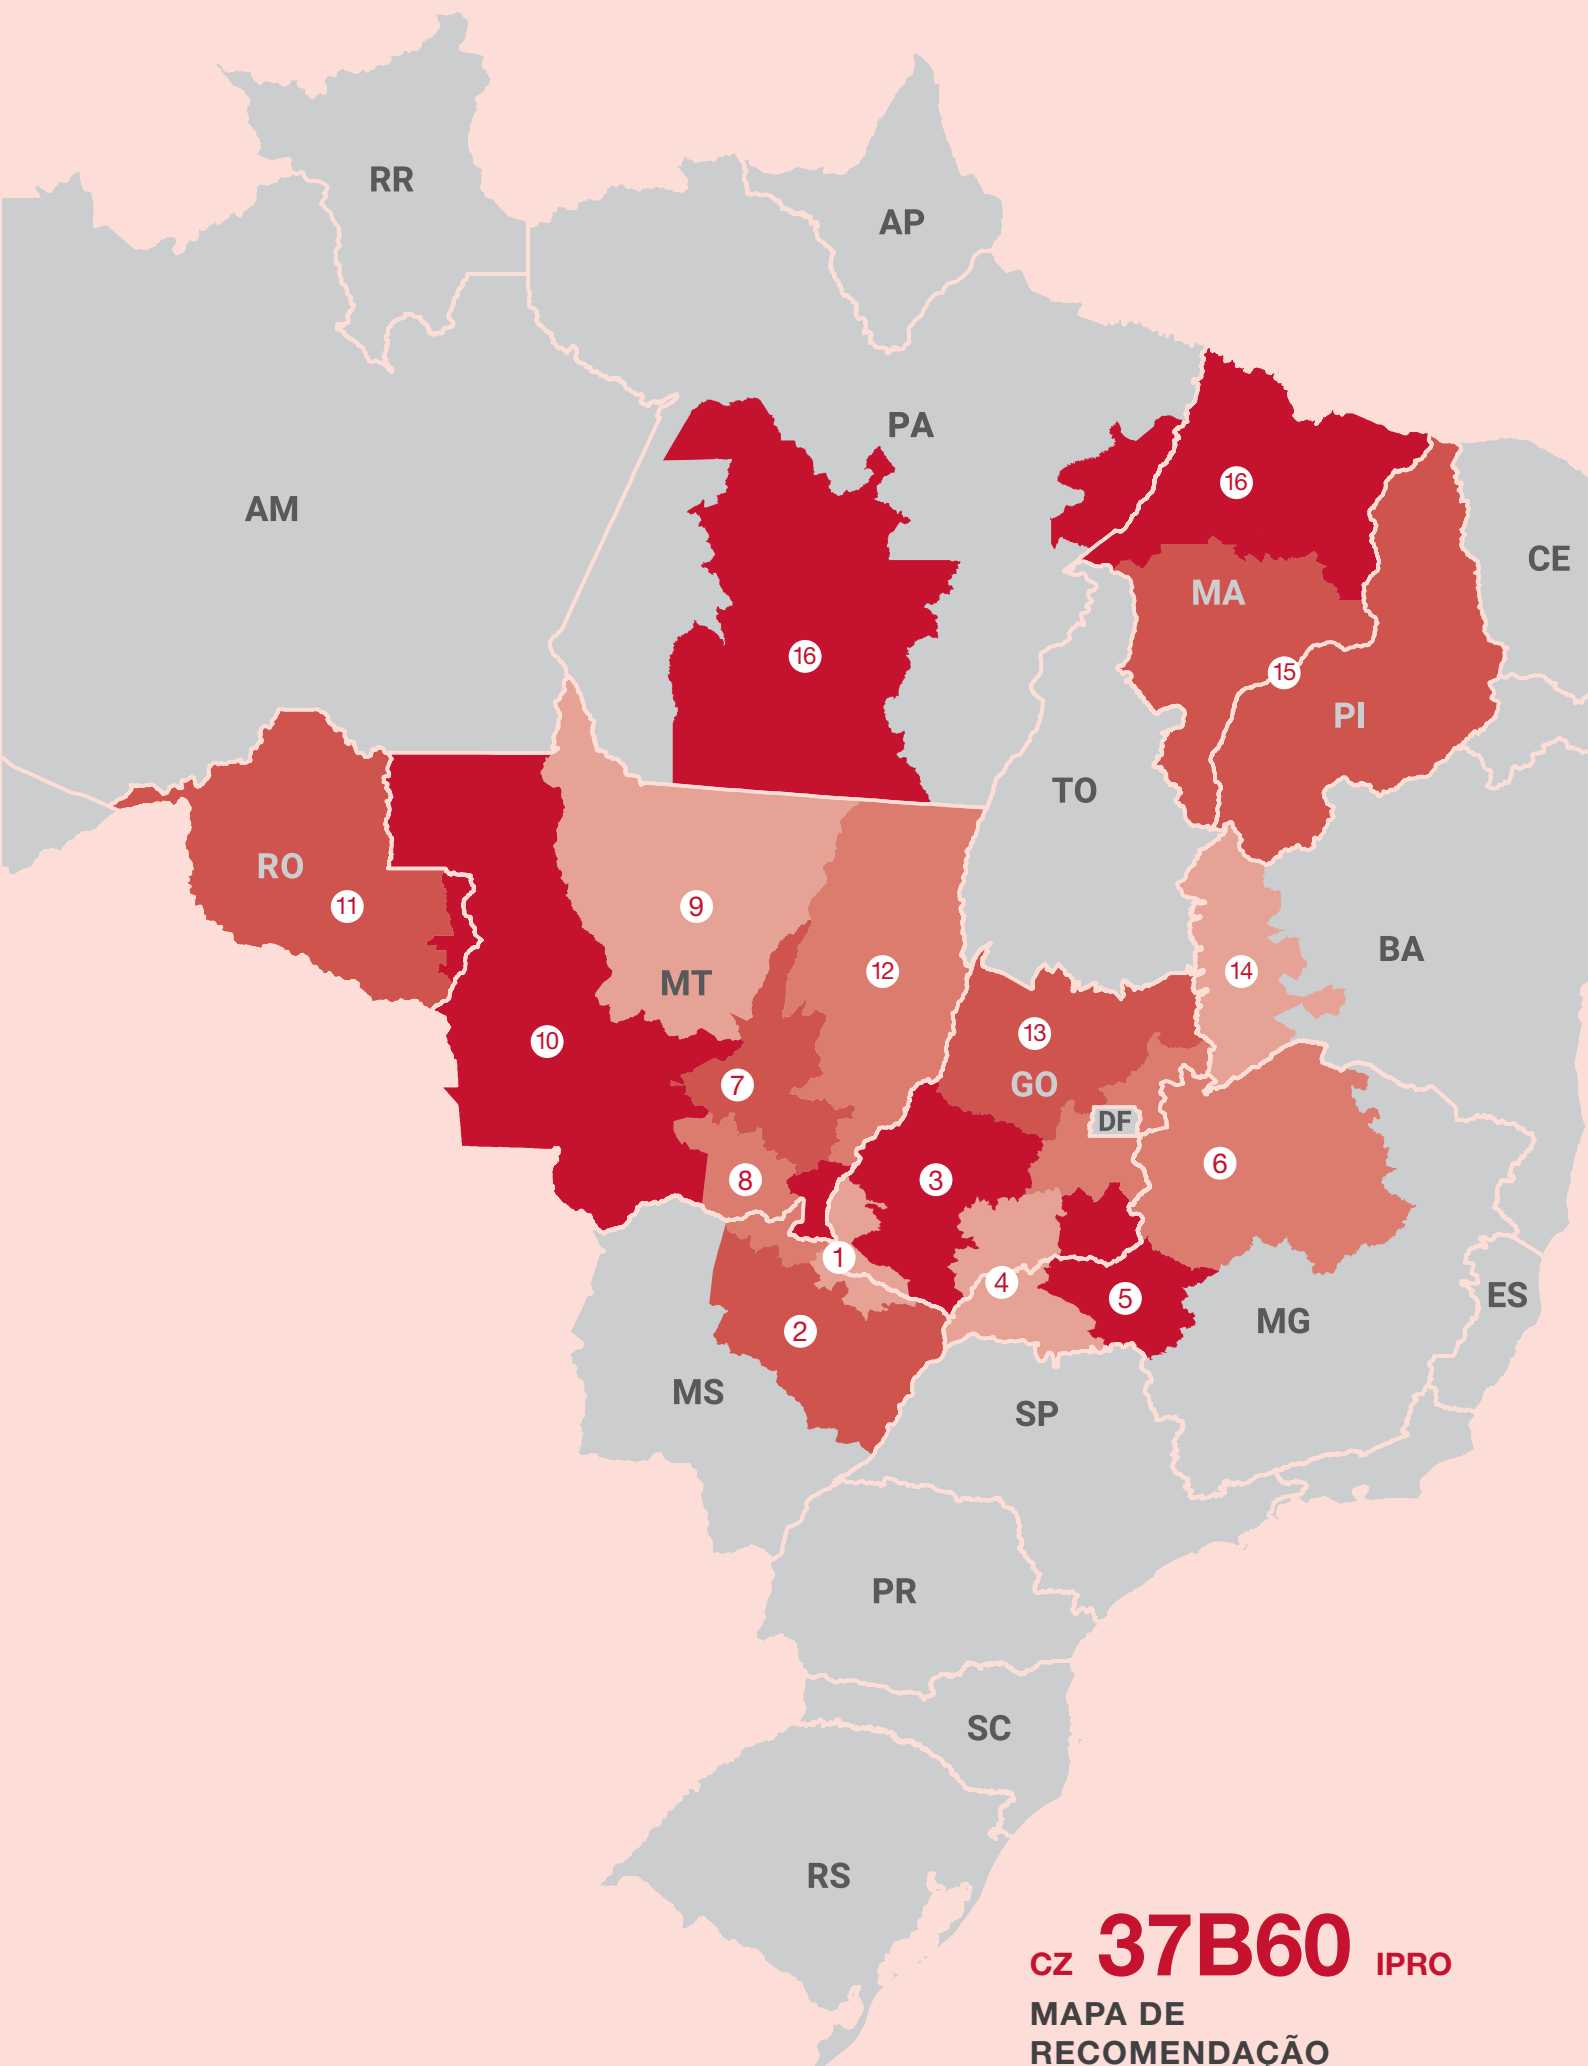 RR
AP
PA
AM
16
CE
MA
16
15
PI
TO
RO
11
9
BA
12
14
MT
13
10
7
GO
DF
6
8
3
1
4
5
ES
2
MG
MS
SP
PR
SC
RS
CZ 37B60 IPRO
MAPA DE
RECOMENDAÇÃO